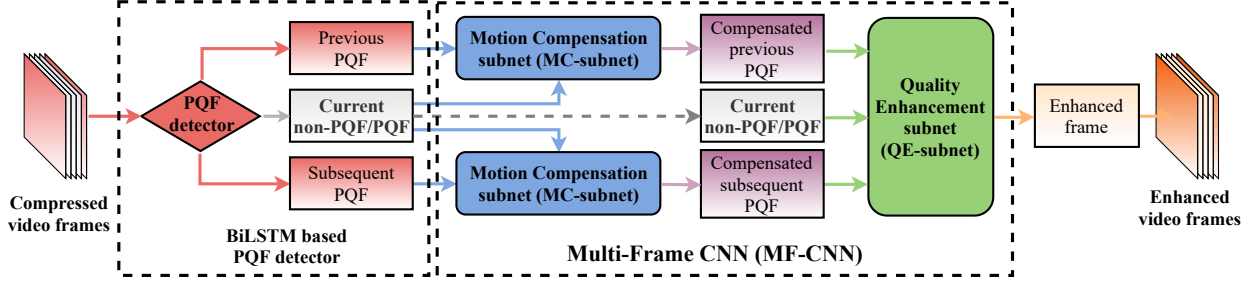 Compressed
video frames
PQF
detector
Previous
PQF
Current
non-PQF/PQF
Subsequent
PQF
BiLSTM based
PQF detector
Motion Compensation
subnet (MC-subnet)
Motion Compensation
subnet (MC-subnet)
Compensated
previous
PQF
Current
non-PQF/PQF
Compensated
subsequent
PQF
Quality
Enhancement
subnet
(QE-subnet)
Multi-Frame CNN (MF-CNN)
Enhanced
frame
Enhanced
video frames